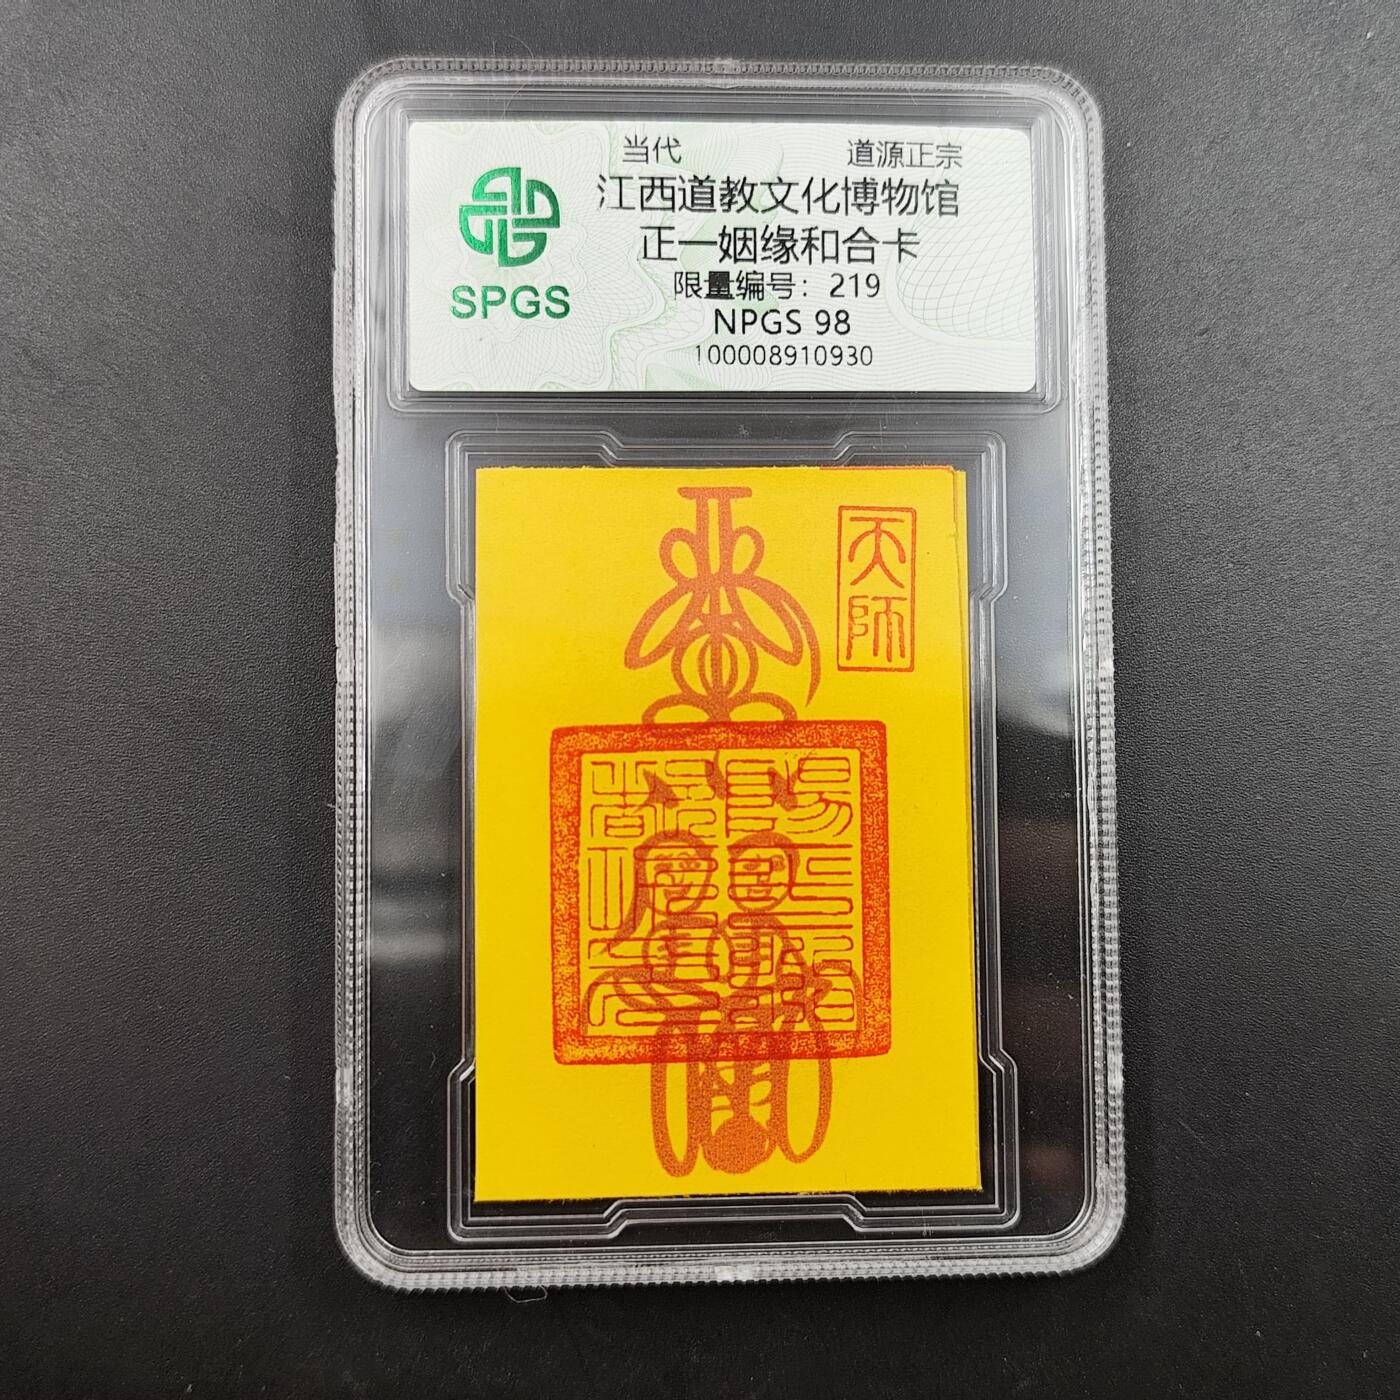 当代 道源正宗
江西道教文化博物馆
正一姻缘和合卡
限量编号：219
NPGS 98
100008910930
SPGS
天師